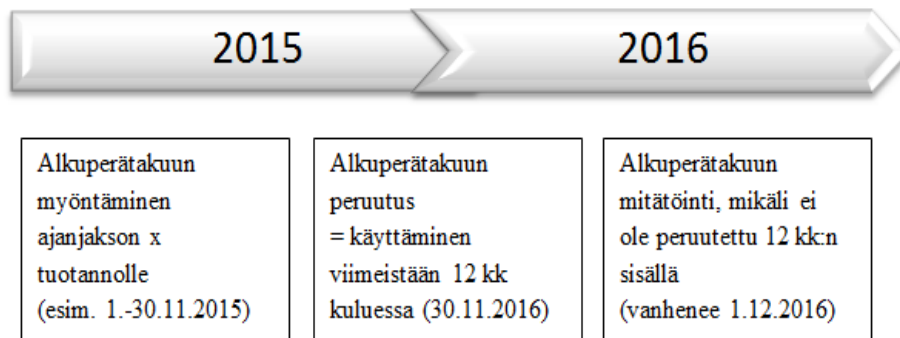 2015
2016
Alkuperätakuun
myöntäminen
ajanjakson x
tuotannolle
(esim. 1.-30.11.2015)
Alkuperätakuun
peruutus
= käyttäminen
viimeistään 12 kk
kuluessa (30.11.2016)
Alkuperätakuun
mitätöinti, mikäli ei
ole peruutettu 12 kk:n
sisällä
(vanhenee 1.12.2016)